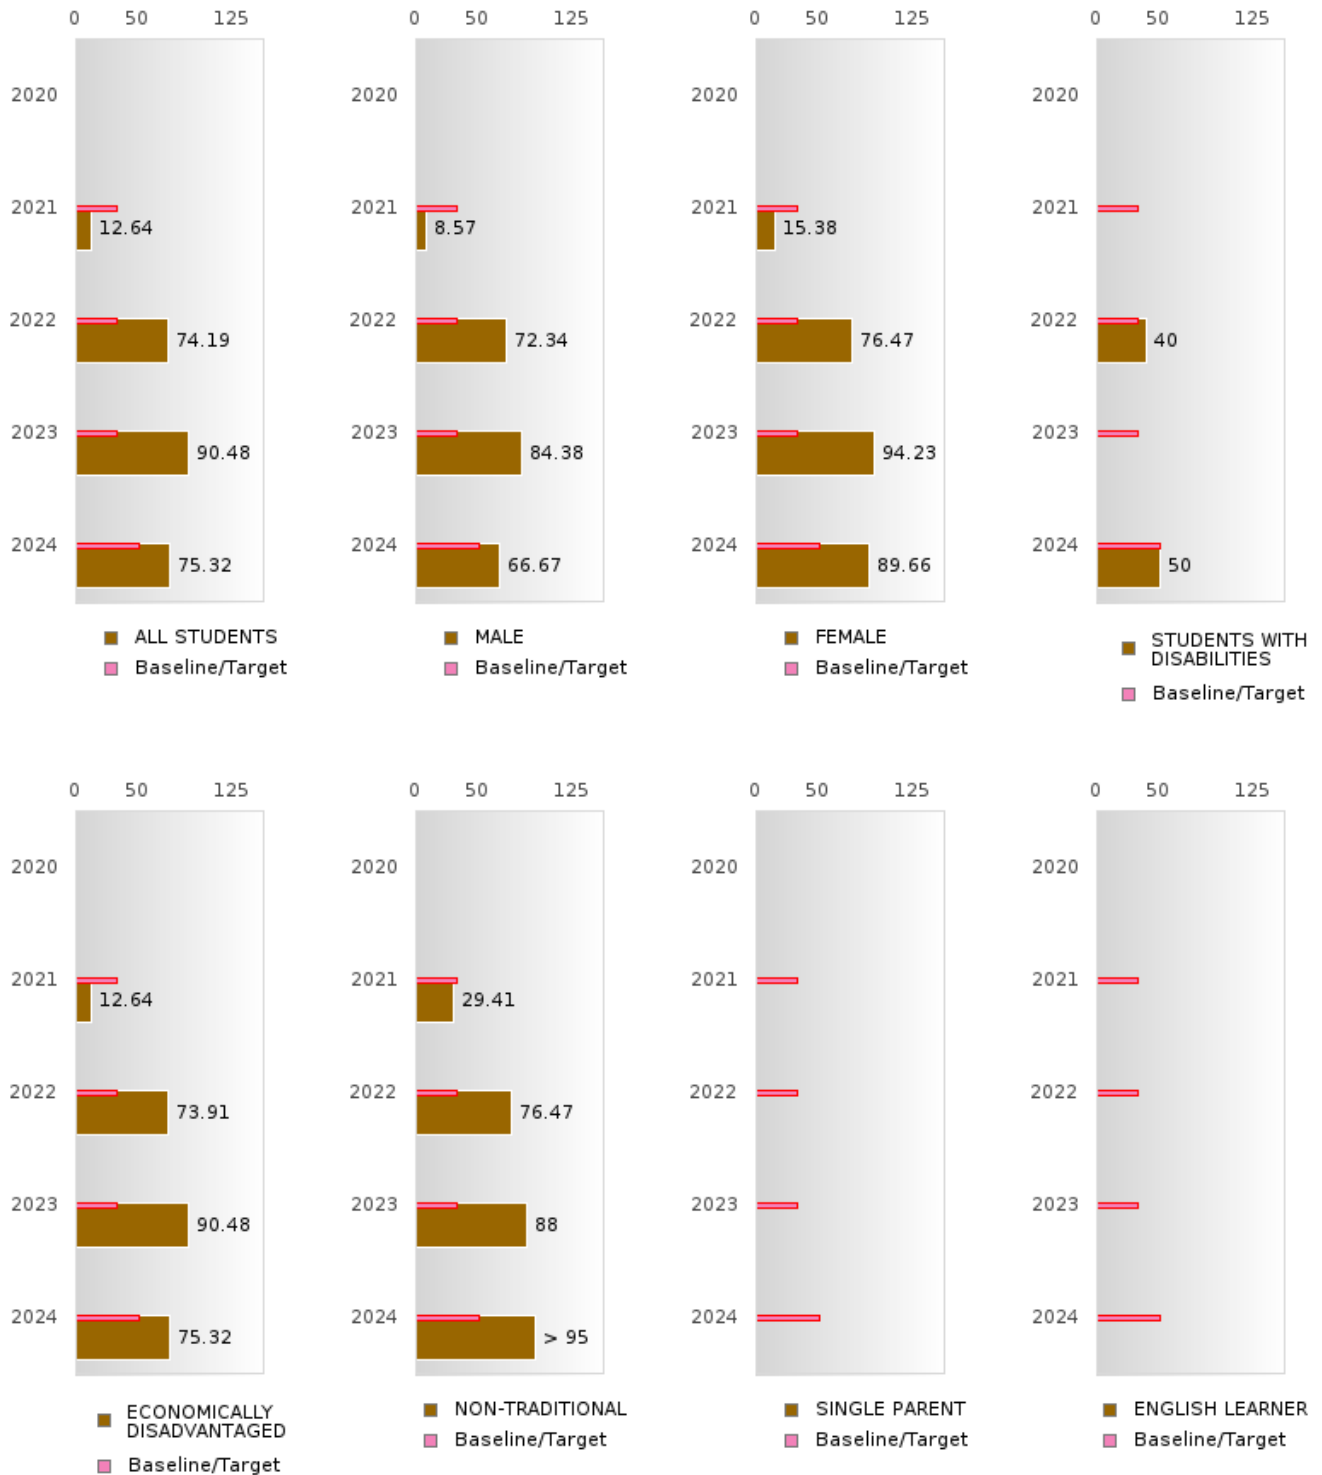 0 50 125 0 50 125 0 50 125 0 50 125
2020 2020 2020 2020
2021 2021 2021 2021
12.64 8.57 15.38
2022 2022 2022 2022
74.19 72.34 76.47 40
2023 2023 2023 2023
90.48 84.38 94.23
2024 2024 2024 2024
75.32 66.67 89.66 50
ALL STUDENTS MALE FEMALE STUDENTS WITH
DISABILITIES
Baseline/Target Baseline/Target Baseline/Target Baseline/Target
0 50 125 0 50 125 0 50 125 0 50 125
2020 2020 2020 2020
2021 2021 2021 2021
12.64 29.41
2022 2022 2022 2022
73.91 76.47
2023 2023 2023 2023
90.48 88
2024 2024 2024 2024
75.32 > 95
ECONOMICALLY NON-TRADITIONAL SINGLE PARENT ENGLISH LEARNER
DISADVANTAGED
Baseline/Target Baseline/Target Baseline/Target Baseline/Target